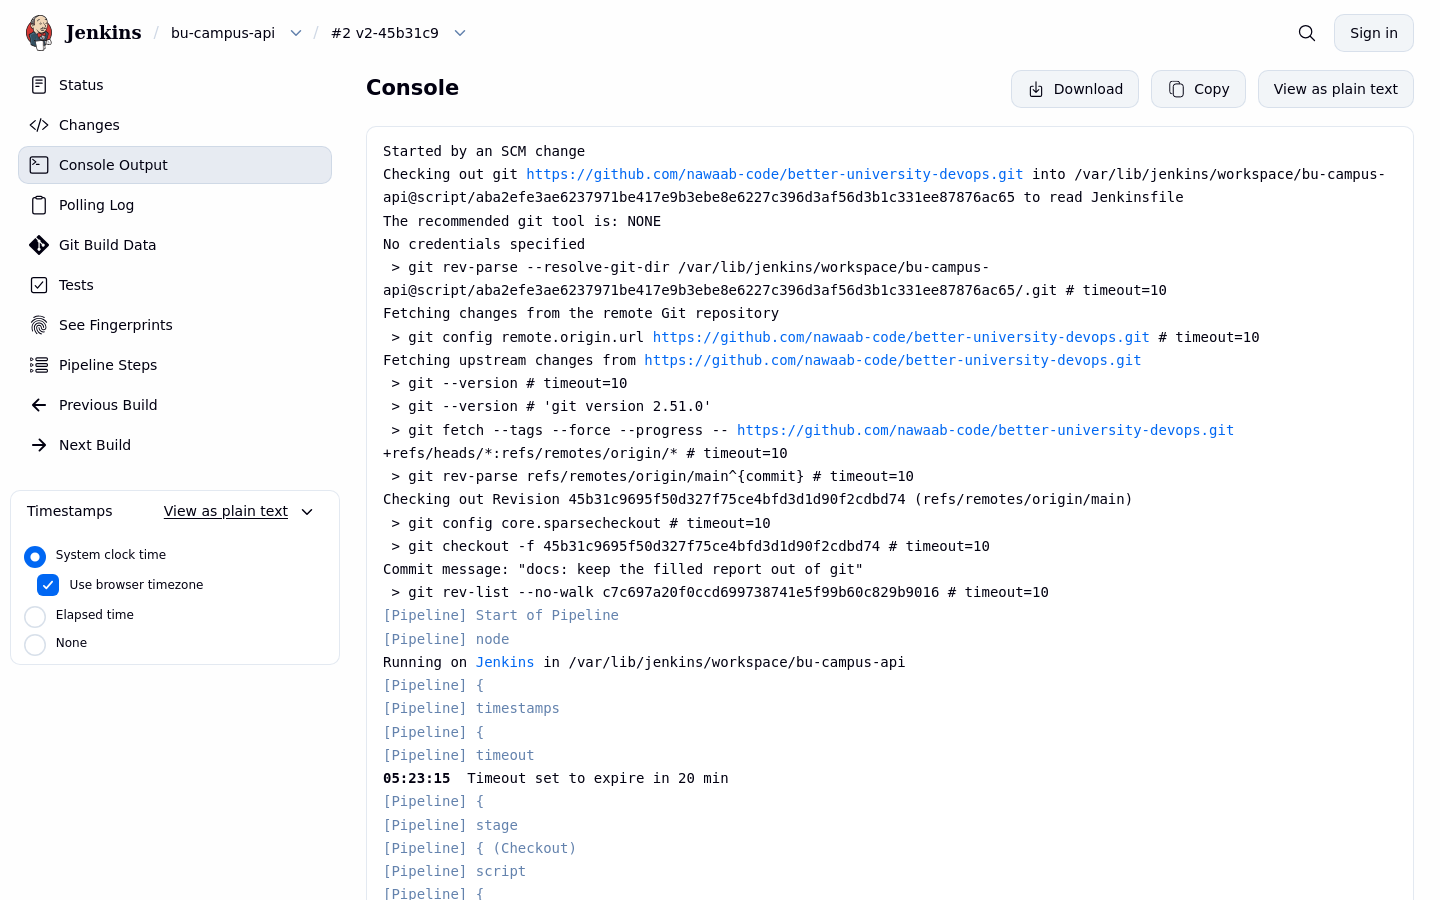 Jenkins / bu-campus-api / #2 v2-45b31c9
Sign in
Status
Changes
Console Output
Polling Log
Git Build Data
Tests
See Fingerprints
Pipeline Steps
Previous Build
Next Build
Timestamps View as plain text
System clock time
Use browser timezone
Elapsed time
None
Console
Download Copy View as plain text
Started by an SCM change
Checking out git https://github.com/nawaab-code/better-university-devops.git into /var/lib/jenkins/workspace/bu-campus-
api@script/aba2efe3ae6237971be417e9b3ebe8e6227c396d3af56d3b1c331ee87876ac65 to read Jenkinsfile
The recommended git tool is: NONE
No credentials specified
> git rev-parse --resolve-git-dir /var/lib/jenkins/workspace/bu-campus-
api@script/aba2efe3ae6237971be417e9b3ebe8e6227c396d3af56d3b1c331ee87876ac65/.git # timeout=10
Fetching changes from the remote Git repository
> git config remote.origin.url https://github.com/nawaab-code/better-university-devops.git # timeout=10
Fetching upstream changes from https://github.com/nawaab-code/better-university-devops.git
> git --version # timeout=10
> git --version # 'git version 2.51.0'
> git fetch --tags --force --progress -- https://github.com/nawaab-code/better-university-devops.git
+refs/heads/*:refs/remotes/origin/* # timeout=10
> git rev-parse refs/remotes/origin/main^{commit} # timeout=10
Checking out Revision 45b31c9695f50d327f75ce4bfd3d1d90f2cdbd74 (refs/remotes/origin/main)
> git config core.sparsecheckout # timeout=10
> git checkout -f 45b31c9695f50d327f75ce4bfd3d1d90f2cdbd74 # timeout=10
Commit message: "docs: keep the filled report out of git"
> git rev-list --no-walk c7c697a20f0ccd699738741e5f99b60c829b9016 # timeout=10
[Pipeline] Start of Pipeline
[Pipeline] node
Running on Jenkins in /var/lib/jenkins/workspace/bu-campus-api
[Pipeline] {
[Pipeline] timestamps
[Pipeline] {
[Pipeline] timeout
05:23:15 Timeout set to expire in 20 min
[Pipeline] {
[Pipeline] stage
[Pipeline] { (Checkout)
[Pipeline] script
[Pipeline] {